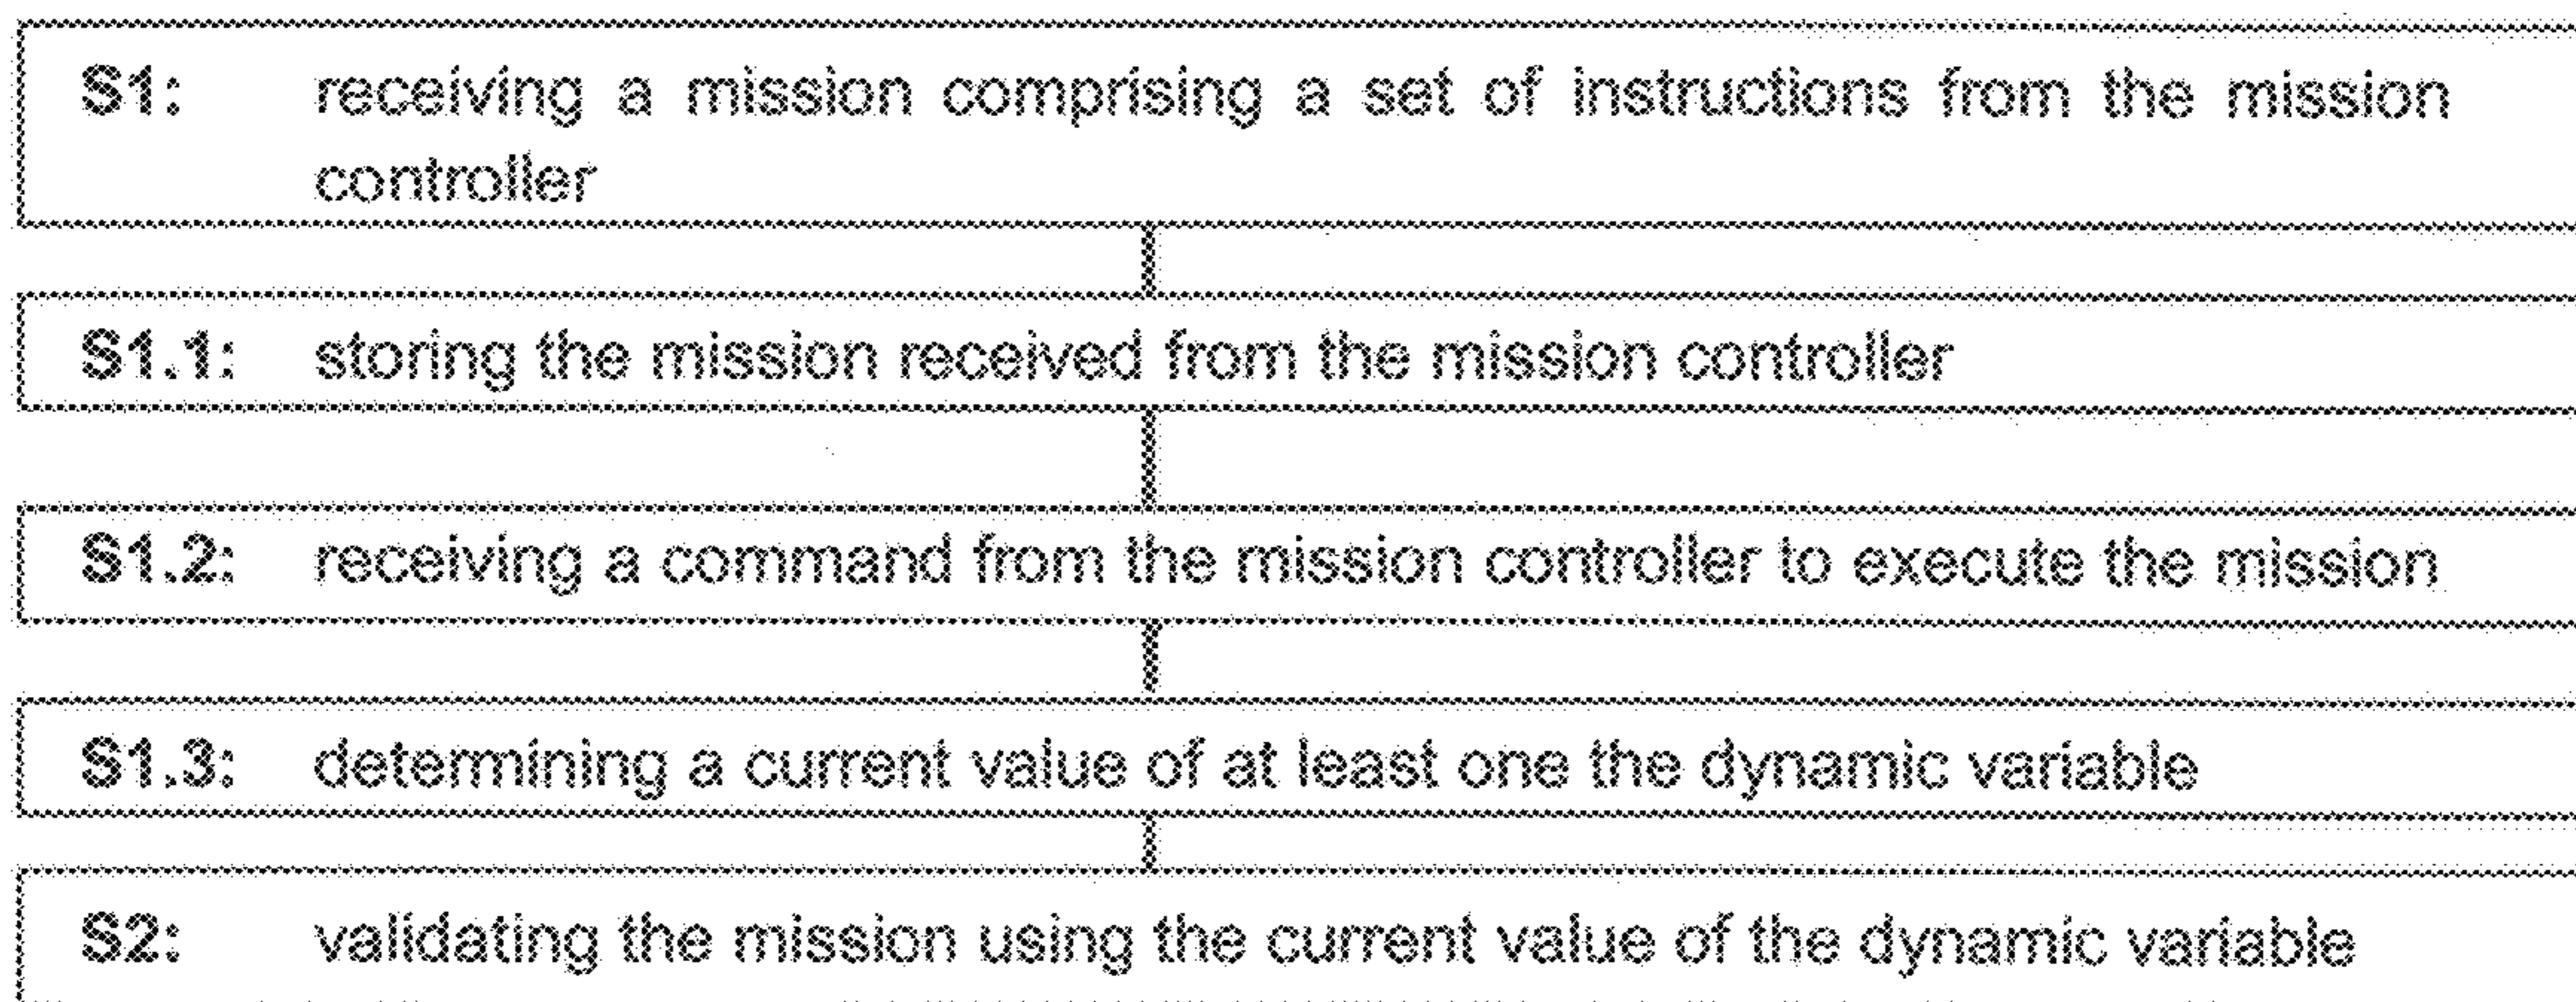 S1: receiving a mission comprising a set of instructions from the mission
controller
S1.1: storing the mission received from the mission controller
S1.2: receiving a command from the mission controller to execute the mission
S1.3: determining a current value of at least one the dynamic variable
S2: validating the mission using the current value of the dynamic variable